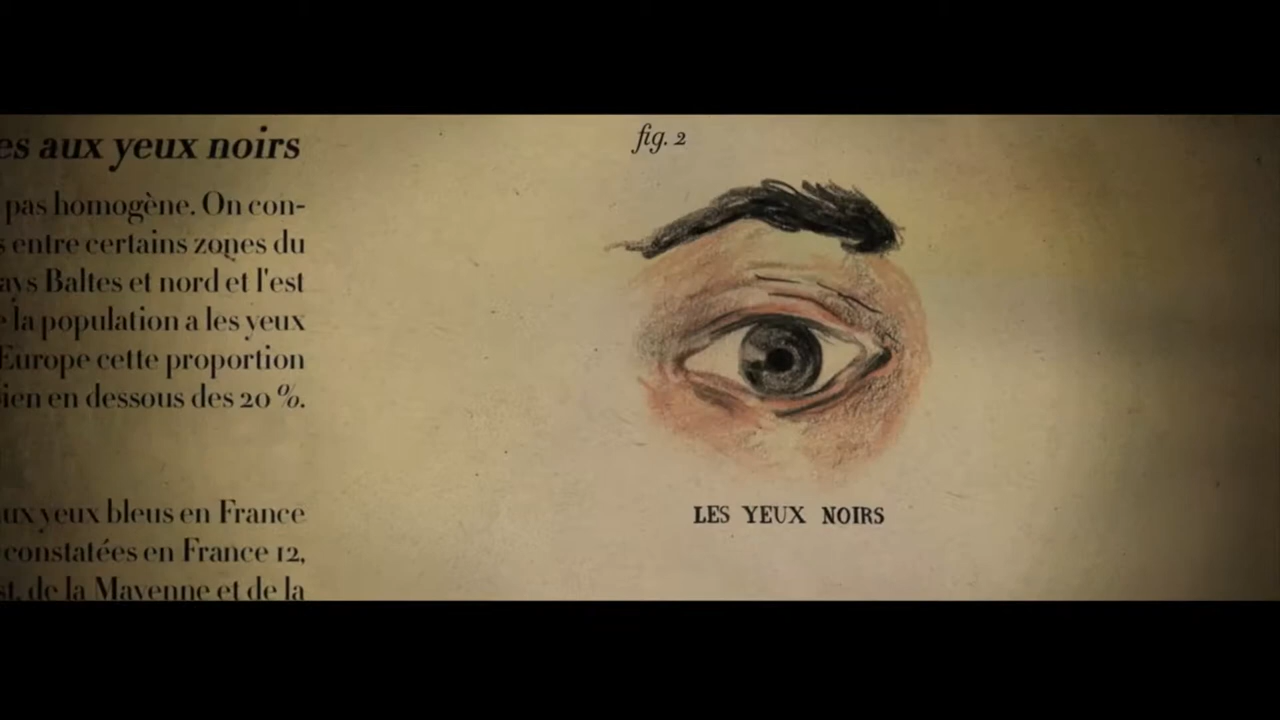 es aux yeux noirs
pas homogène. On con-
s entre certains zones du
ays Baltes et nord et l'est
e la population a les yeux
Europe cette proportion
ien en dessous des 20 %.
ux yeux bleus en France
constatées en France 12,
st, de la Mayenne et de la
fig. 2
LES YEUX NOIRS